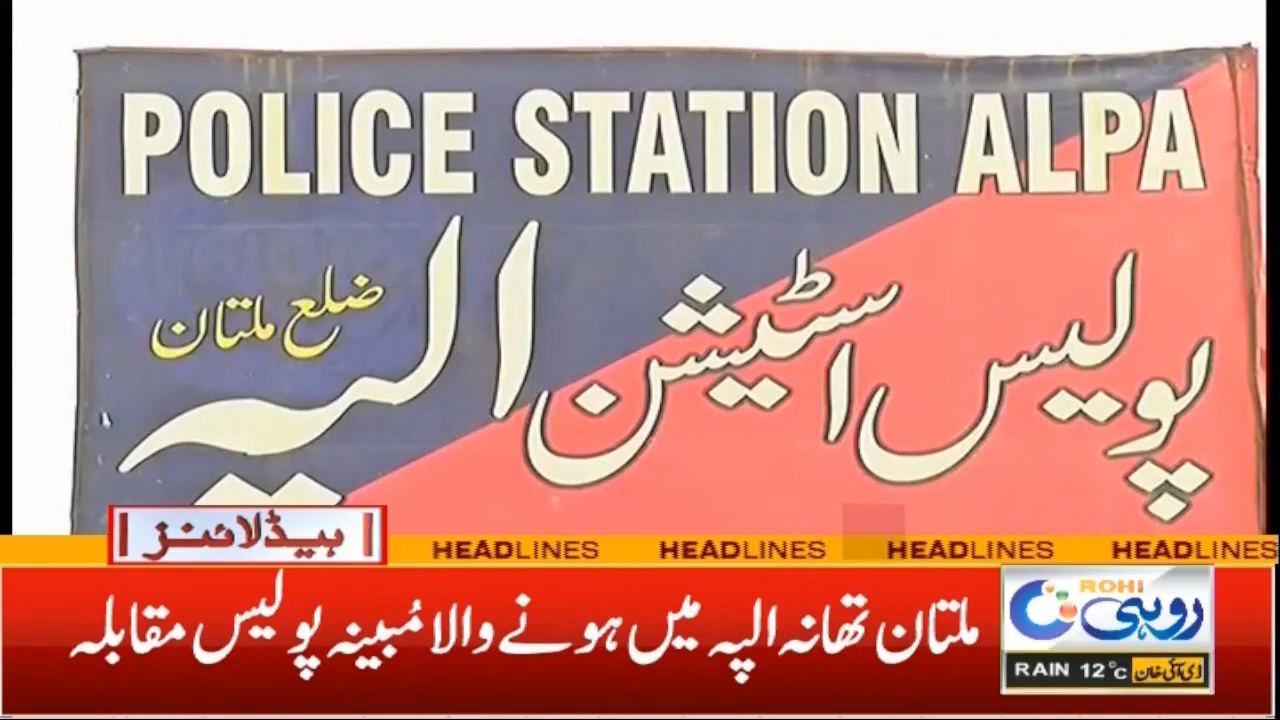 POLICE STATION ALPA
پولیس اسٹیشن الپہ
ضلع ملتان
ہیڈلائنز
HEADLINES HEADLINES HEADLINES HEADLINES
ملتان تھانہ الپہ میں ہونے والا مُبینہ پولیس مقابلہ
ROHI
روہی
RAIN 12°C ڈی آئی خان